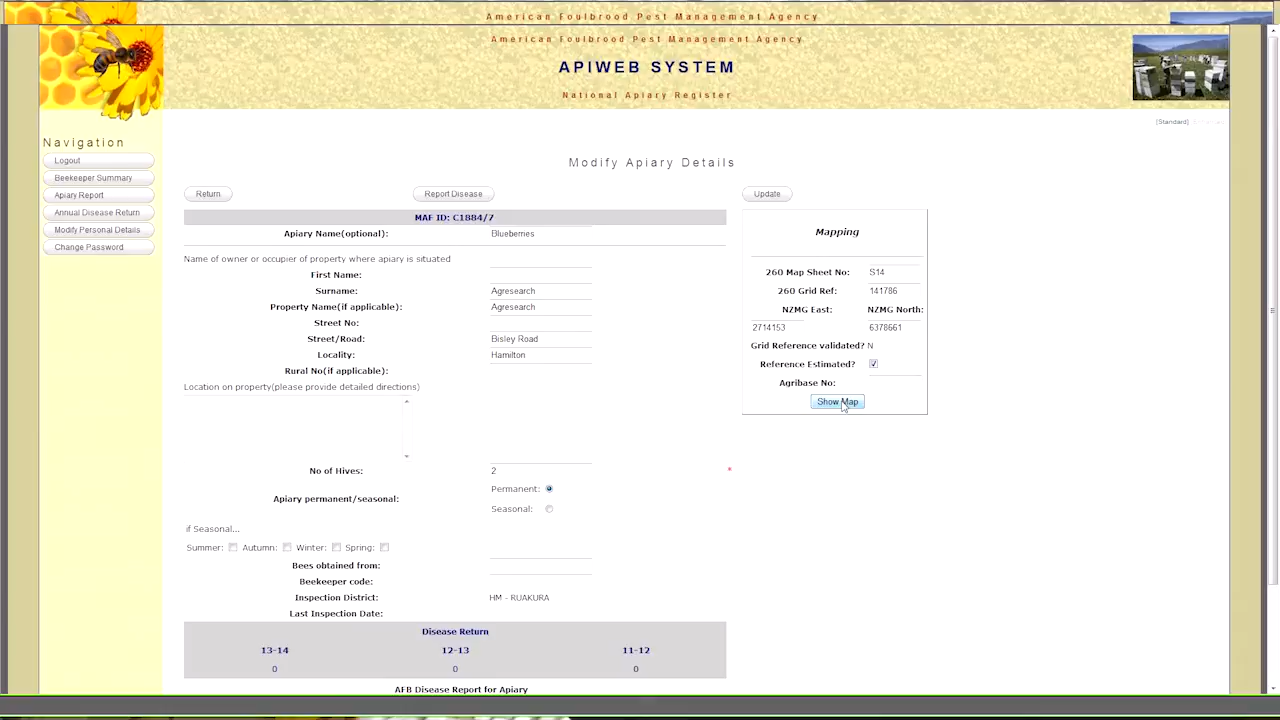 American Foulbrood Pest Management Agency
American Foulbrood Pest Management Agency
APIWEB SYSTEM
National Apiary Register
[Standard]
Navigation
Logout
Beekeeper Summary
Apiary Report
Annual Disease Return
Modify Personal Details
Change Password
Modify Apiary Details
Return
Report Disease
Update
MAF ID: C1884/7
Apiary Name(optional): Blueberries
Name of owner or occupier of property where apiary is situated
First Name:
Surname: Agresearch
Property Name(if applicable): Agresearch
Street No:
Street/Road: Bisley Road
Locality: Hamilton
Rural No(if applicable):
Location on property(please provide detailed directions)
No of Hives: 2 *
Apiary permanent/seasonal:
Permanent:
Seasonal:
if Seasonal...
Summer: Autumn: Winter: Spring:
Bees obtained from:
Beekeeper code:
Inspection District: HM - RUAKURA
Last Inspection Date:
Disease Return
13-14 12-13 11-12
0 0 0
AFB Disease Report for Apiary
Mapping
260 Map Sheet No: S14
260 Grid Ref: 141786
NZMG East: NZMG North:
2714153 6378661
Grid Reference validated? N
Reference Estimated?
Agribase No:
Show Map